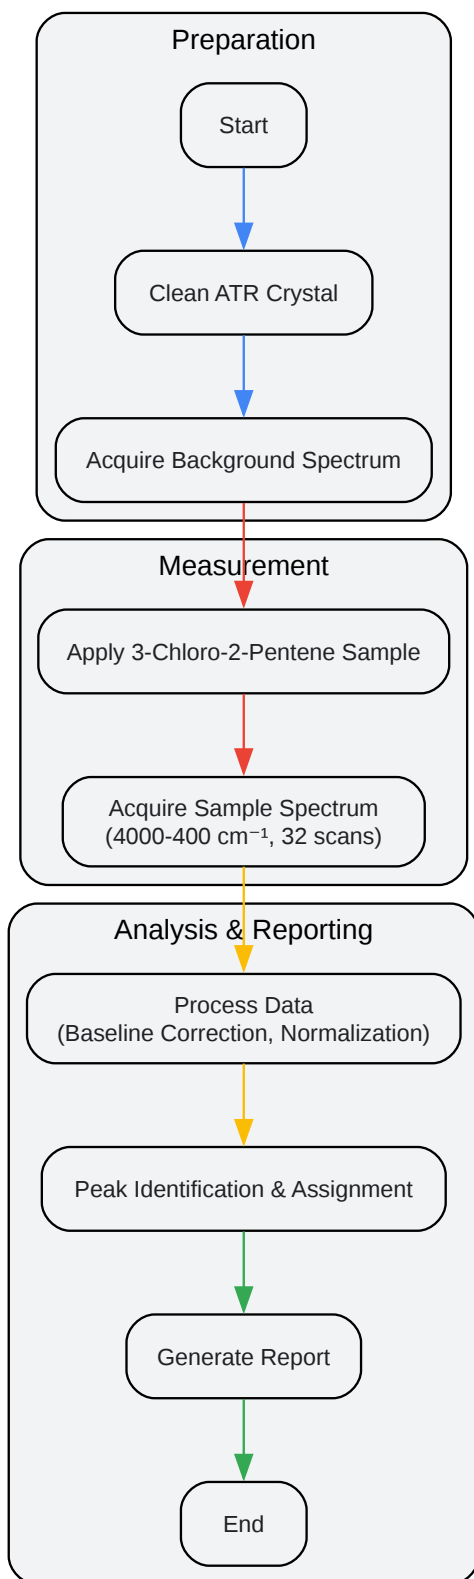 Preparation
Start
Clean ATR Crystal
Acquire Background Spectrum
Measurement
Apply 3-Chloro-2-Pentene Sample
Acquire Sample Spectrum
(4000-400 cm⁻¹, 32 scans)
Analysis & Reporting
Process Data
(Baseline Correction, Normalization)
Peak Identification & Assignment
Generate Report
End